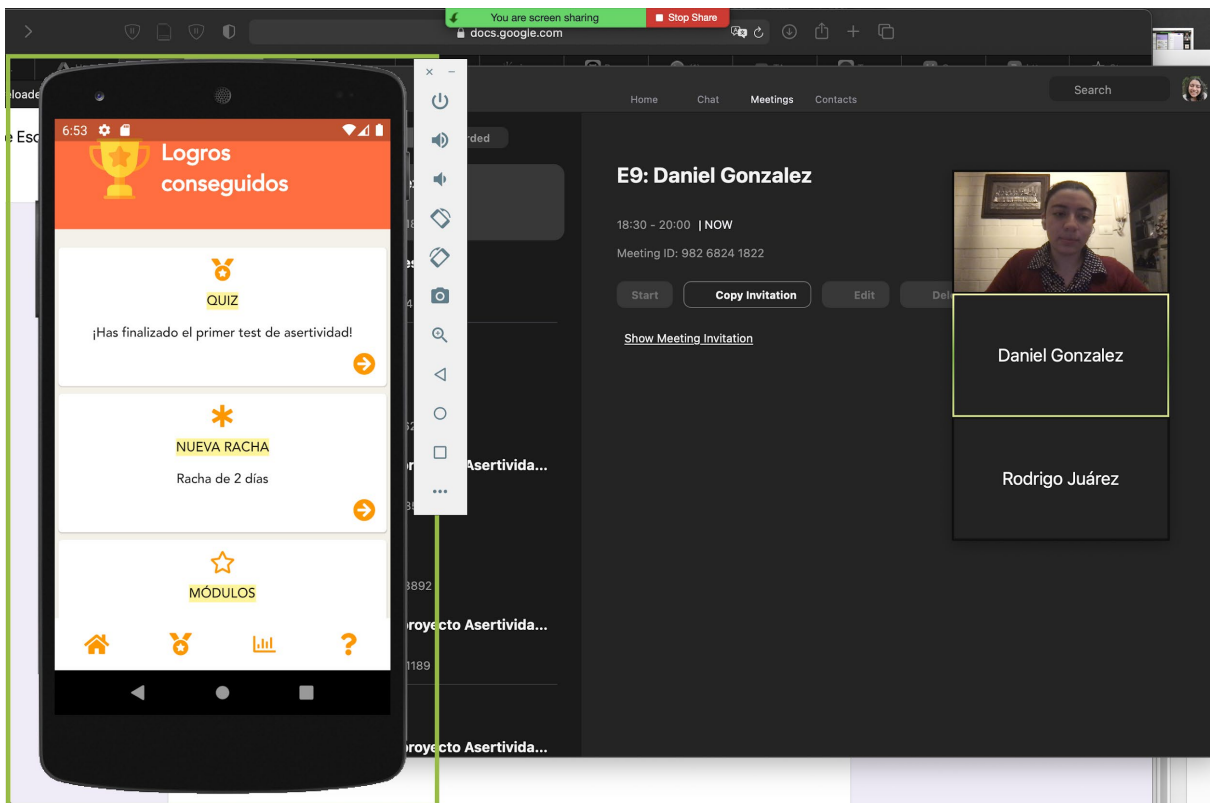 You are screen sharing
Stop Share
docs.google.com
6:53
Logros
conseguidos
QUIZ
¡Has finalizado el primer test de asertividad!
NUEVA RACHA
Racha de 2 días
MÓDULOS
Asertivida...
3892
royecto Asertivida...
1189
royecto Asertivida...
Home Chat Meetings Contacts
Search
E9: Daniel Gonzalez
18:30 - 20:00 | NOW
Meeting ID: 982 6824 1822
Start Copy Invitation Edit Dele
Show Meeting Invitation
Daniel Gonzalez
Rodrigo Juárez